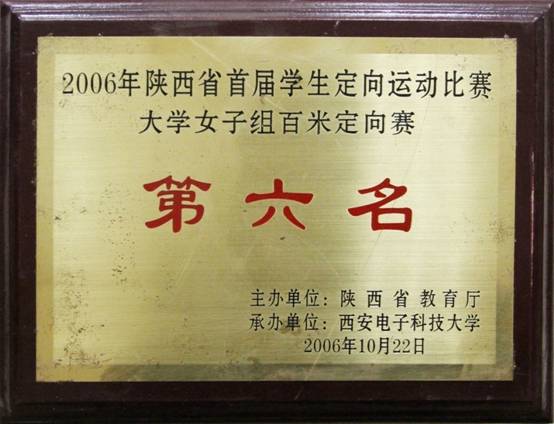 2006年陕西省首届学生定向运动比赛
大学女子组百米定向赛
第六名
主办单位: 陕西省教育厅
承办单位: 西安电子科技大学
2006年10月22日